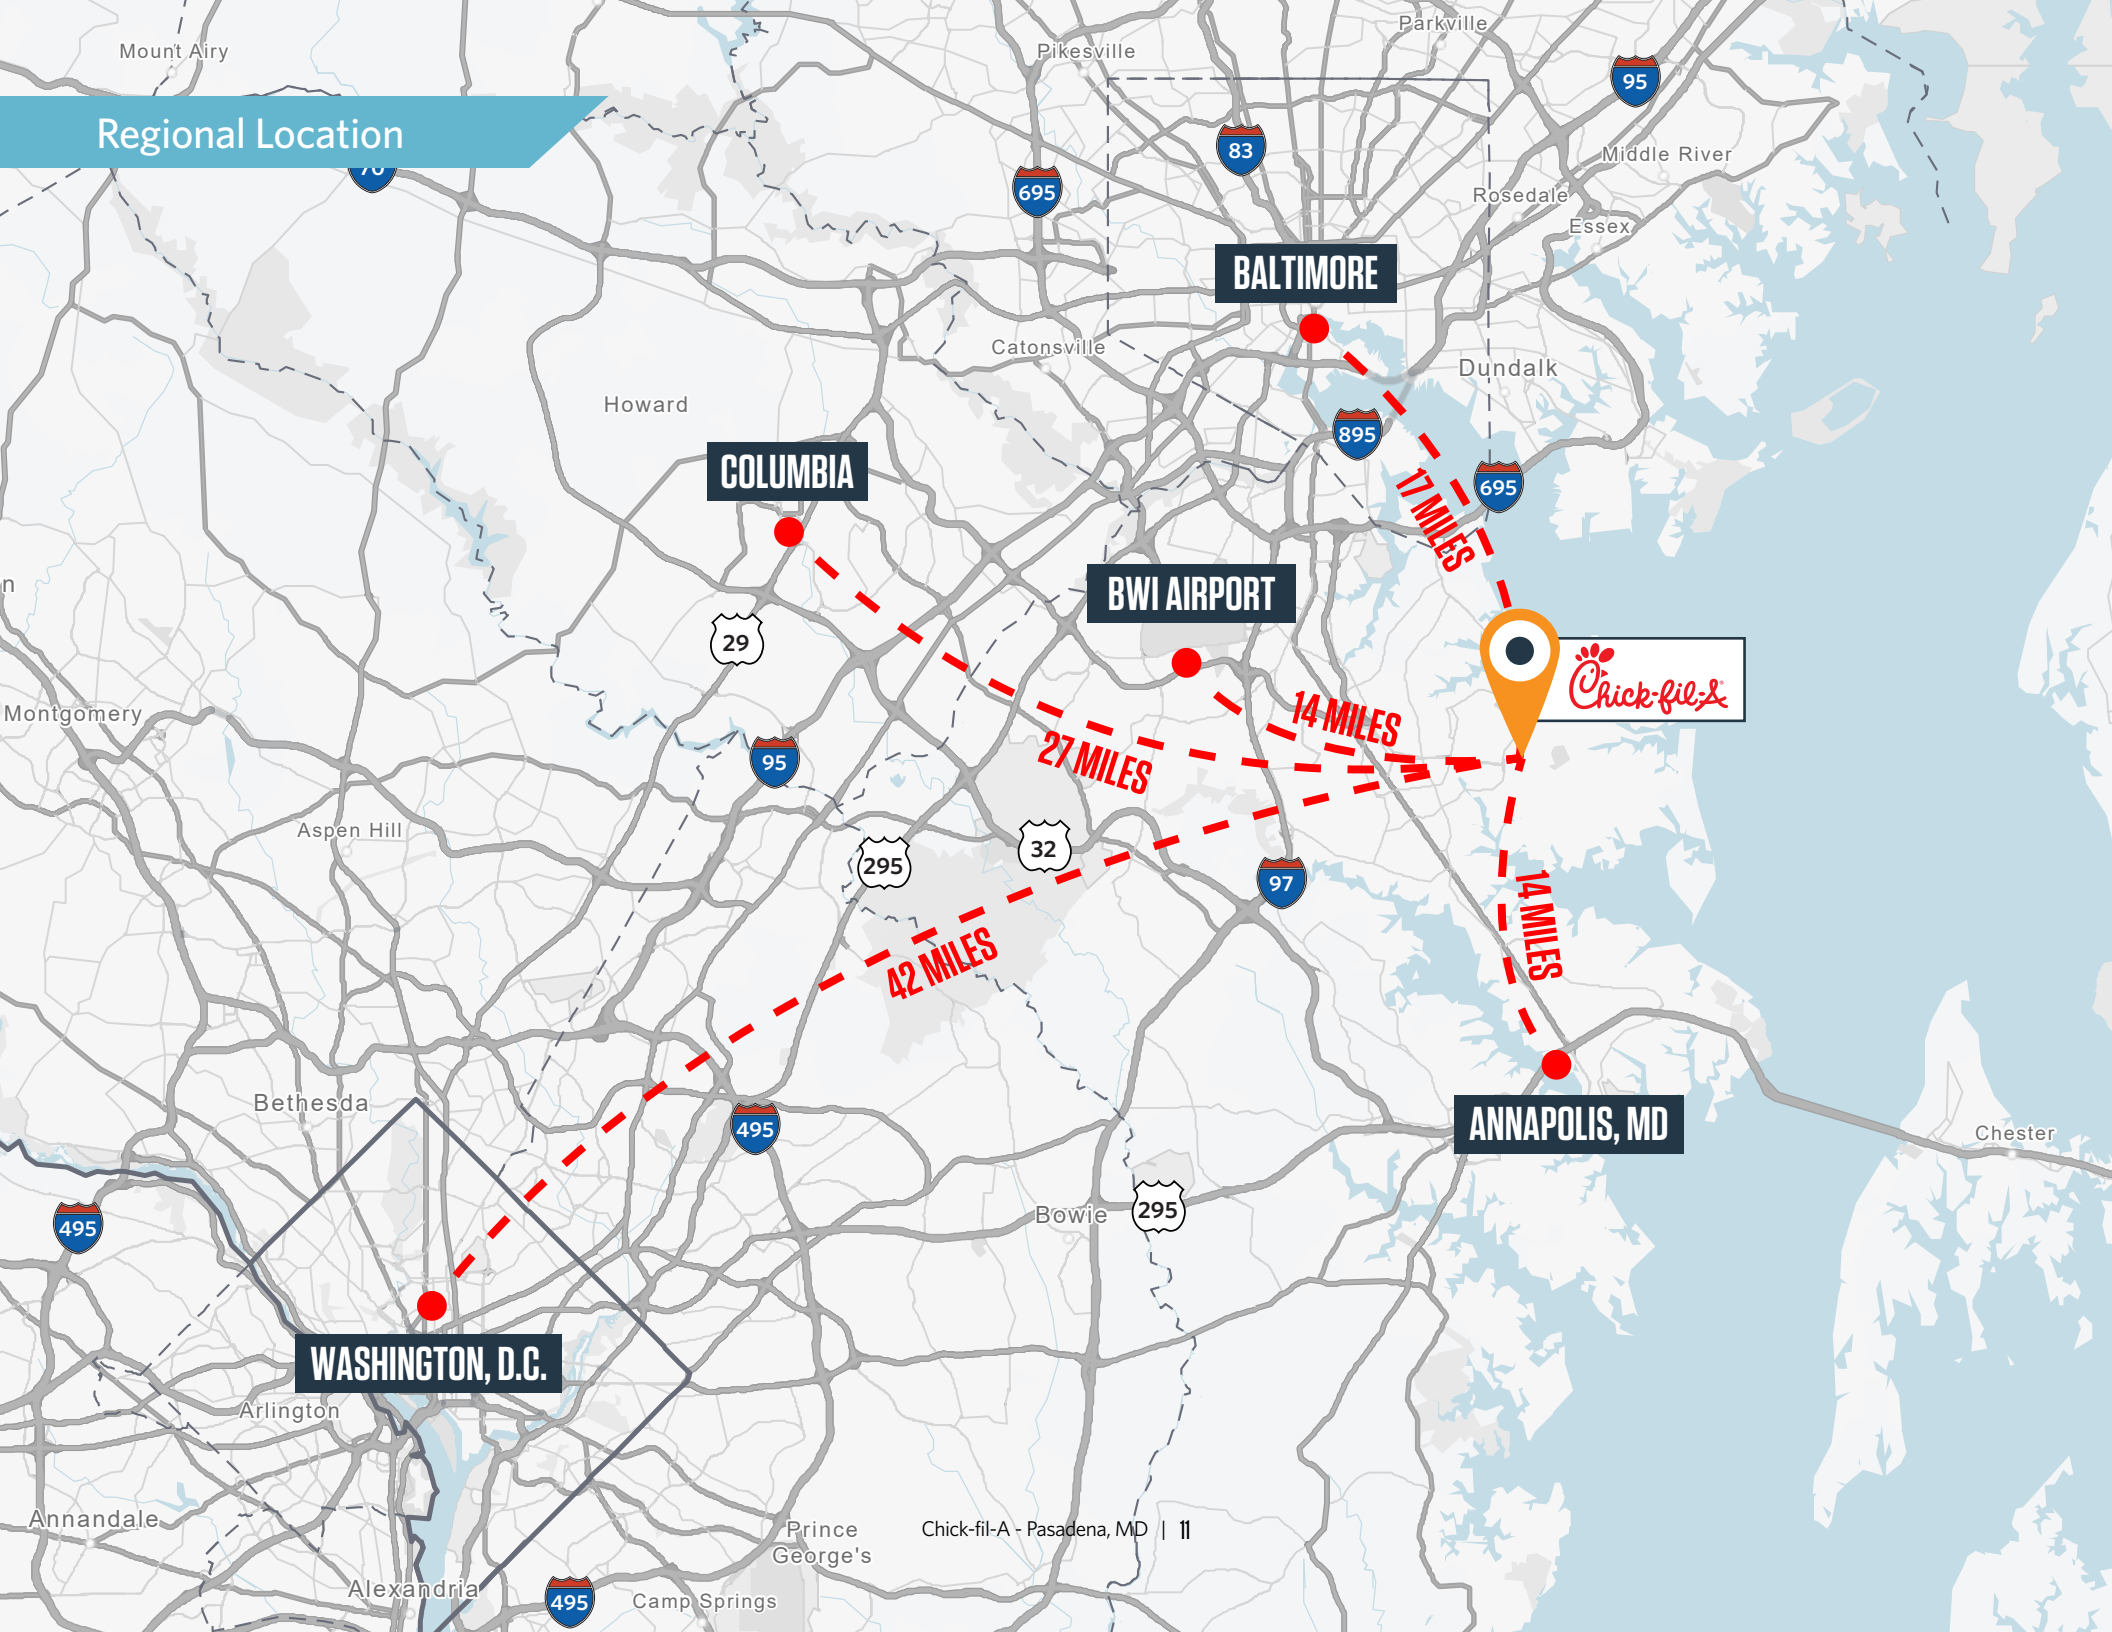 Mount Airy
Pikesville
Parkville
95
Regional Location
83
70
695
Middle River
Rosedale
Essex
BALTIMORE
Catonsville
Dundalk
Howard
895
COLUMBIA
695
17 MILES
n
BWI AIRPORT
29
Chick-fil-A
Montgomery
14 MILES
27 MILES
95
Aspen Hill
32
295
97
14 MILES
42 MILES
Bethesda
495
ANNAPOLIS, MD
Chester
495
Bowie
295
WASHINGTON, D.C.
Arlington
Annandale
Prince
George's
Chick-fil-A - Pasadena, MD | 11
Alexandria
495
Camp Springs